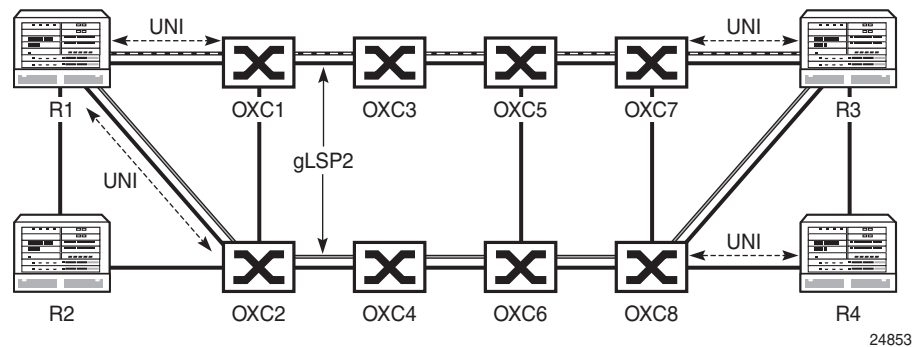 UNI
UNI
R1
OXC1
OXC3
OXC5
OXC7
R3
gLSP2
UNI
UNI
R2
OXC2
OXC4
OXC6
OXC8
R4
24853